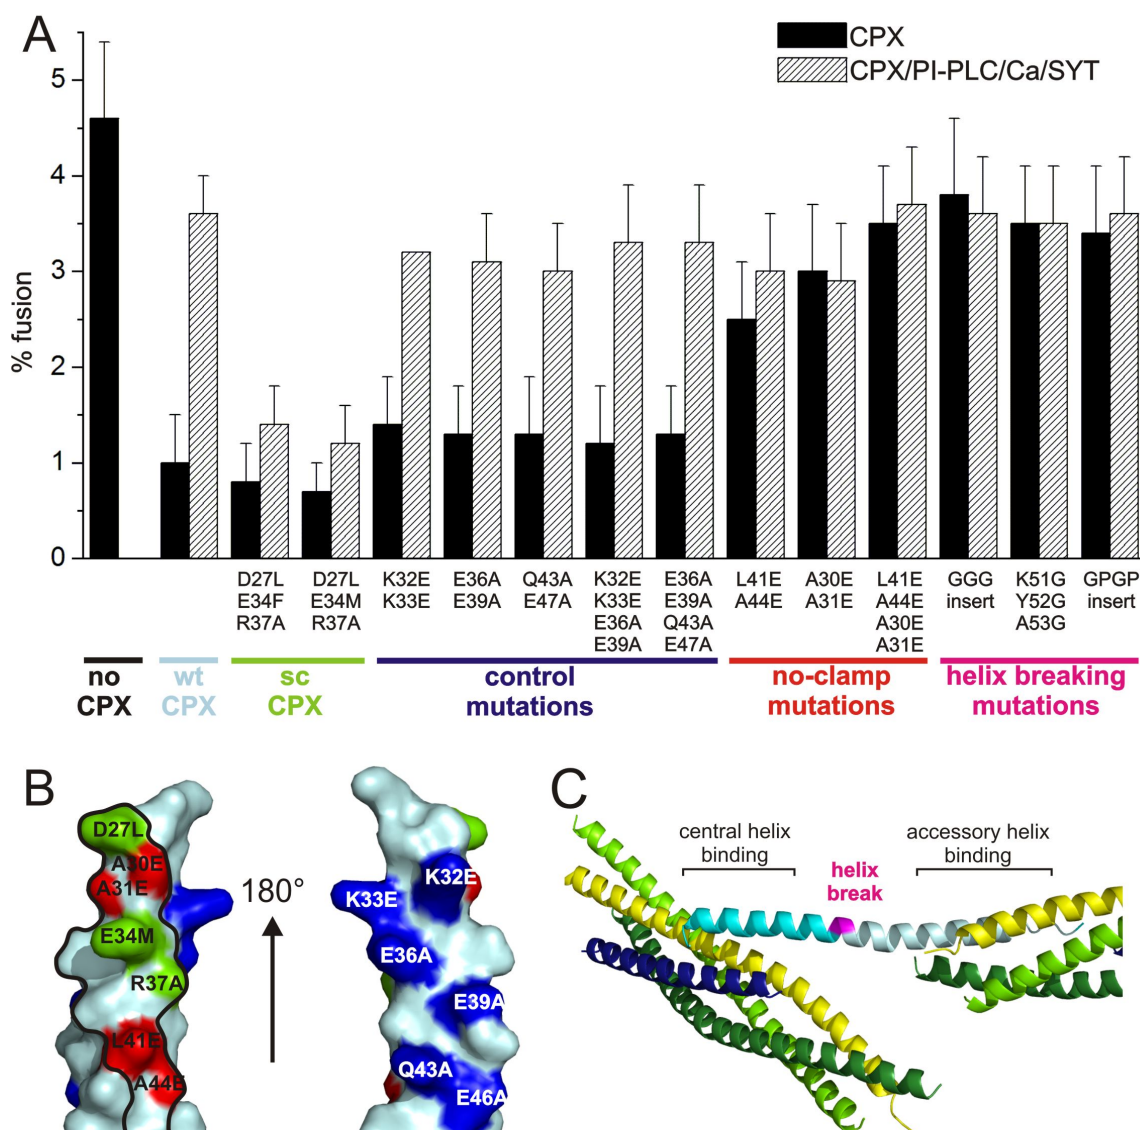 A
CPX
CPX/PI-PLC/Ca/SYT
% fusion
5
4
3
2
1
0
D27L
E34F
R37A
D27L
E34M
R37A
K32E
K33E
E36A
E39A
Q43A
E47A
K32E
K33E
E36A
E39A
E36A
E39A
Q43A
E47A
L41E
A44E
A30E
A31E
L41E
A44E
A30E
A31E
GGG
insert
K51G
Y52G
A53G
GPGP
insert
no
CPX
wt
CPX
sc
CPX
control
mutations
no-clamp
mutations
helix breaking
mutations
B
D27L
A30E
A31E
E34M
R37A
L41E
A44E
180°
K32E
K33E
E36A
E39A
Q43A
E46A
C
central helix
binding
helix
break
accessory helix
binding